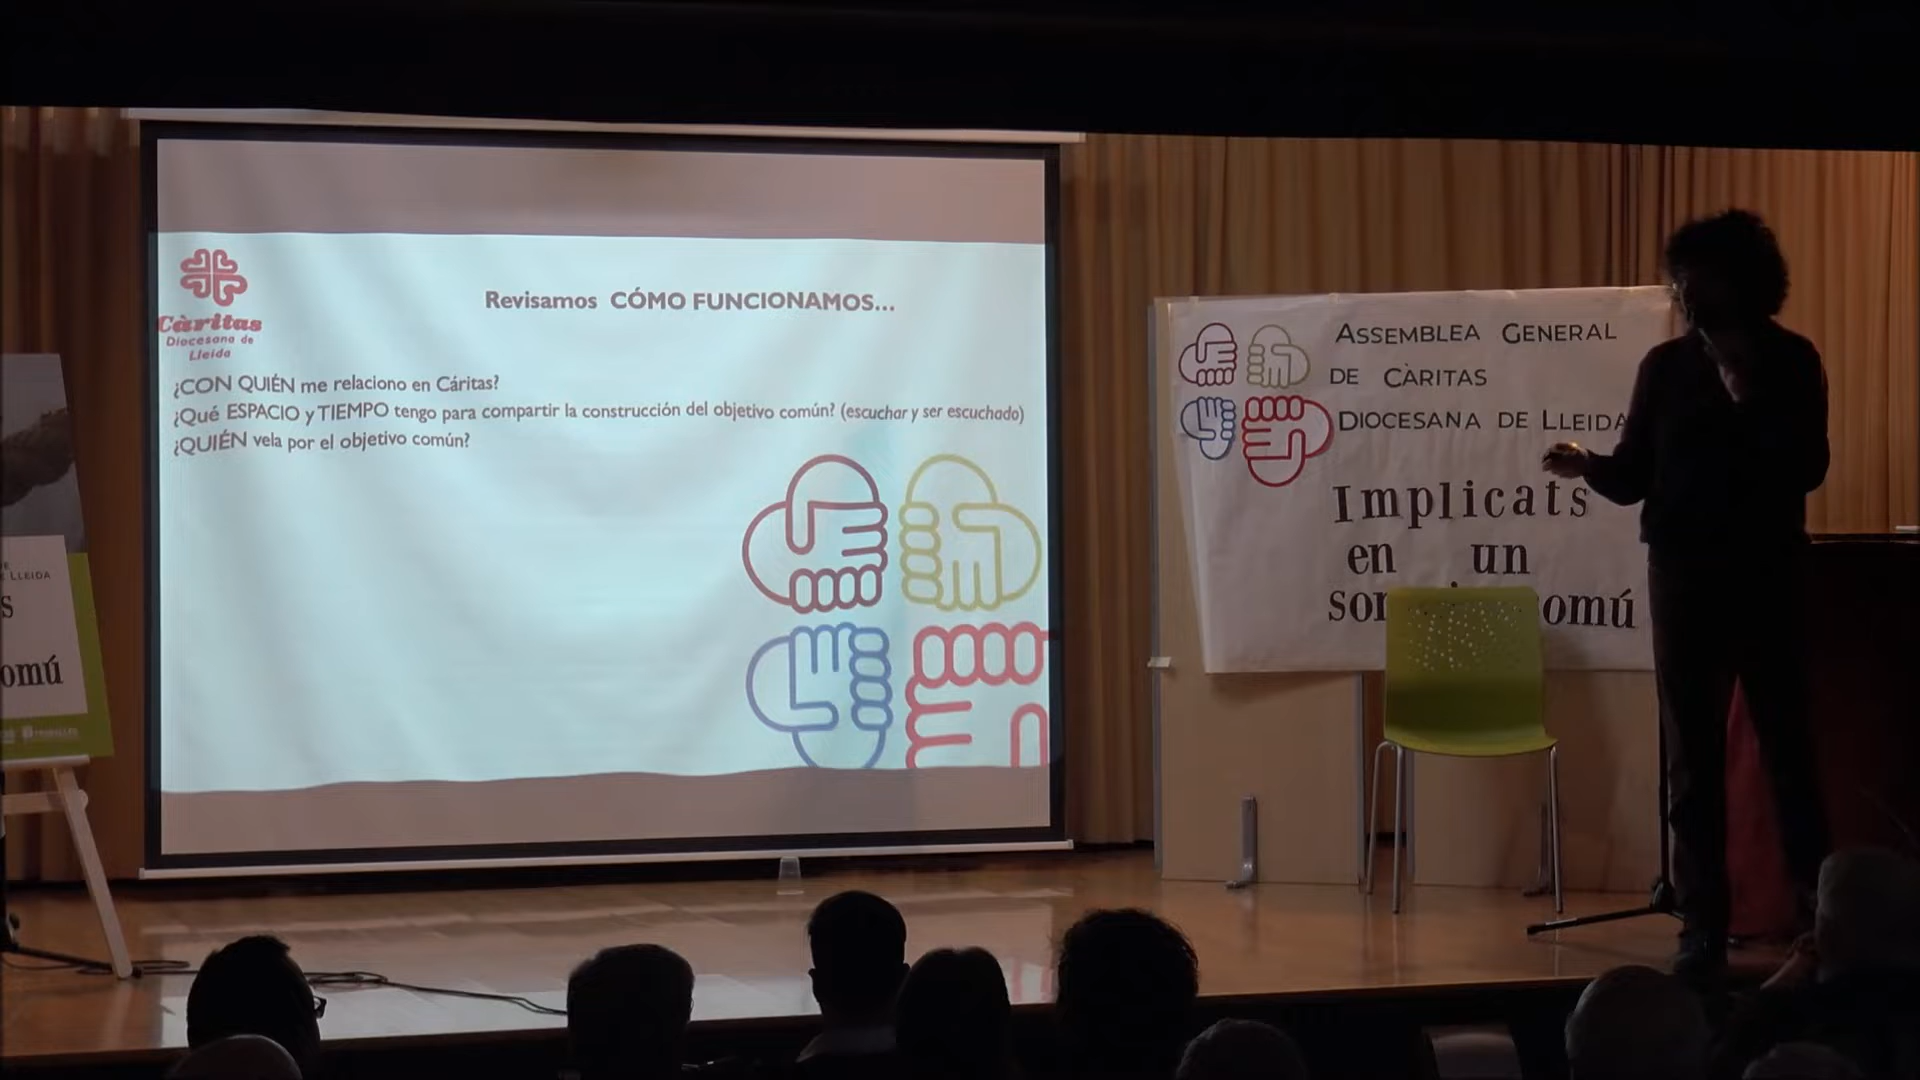 Càritas
Diocesana de
Lleida
Revisamos CÓMO FUNCIONAMOS...
¿CON QUIÉN me relaciono en Cáritas?
¿Qué ESPACIO y TIEMPO tengo para compartir la construcción del objetivo común? (escuchar y ser escuchado)
¿QUIÉN vela por el objetivo común?
ASSEMBLEA GENERAL
DE CÀRITAS
DIOCESANA DE LLEIDA
Implicats
en un
som omú
LLEIDA
s
omú